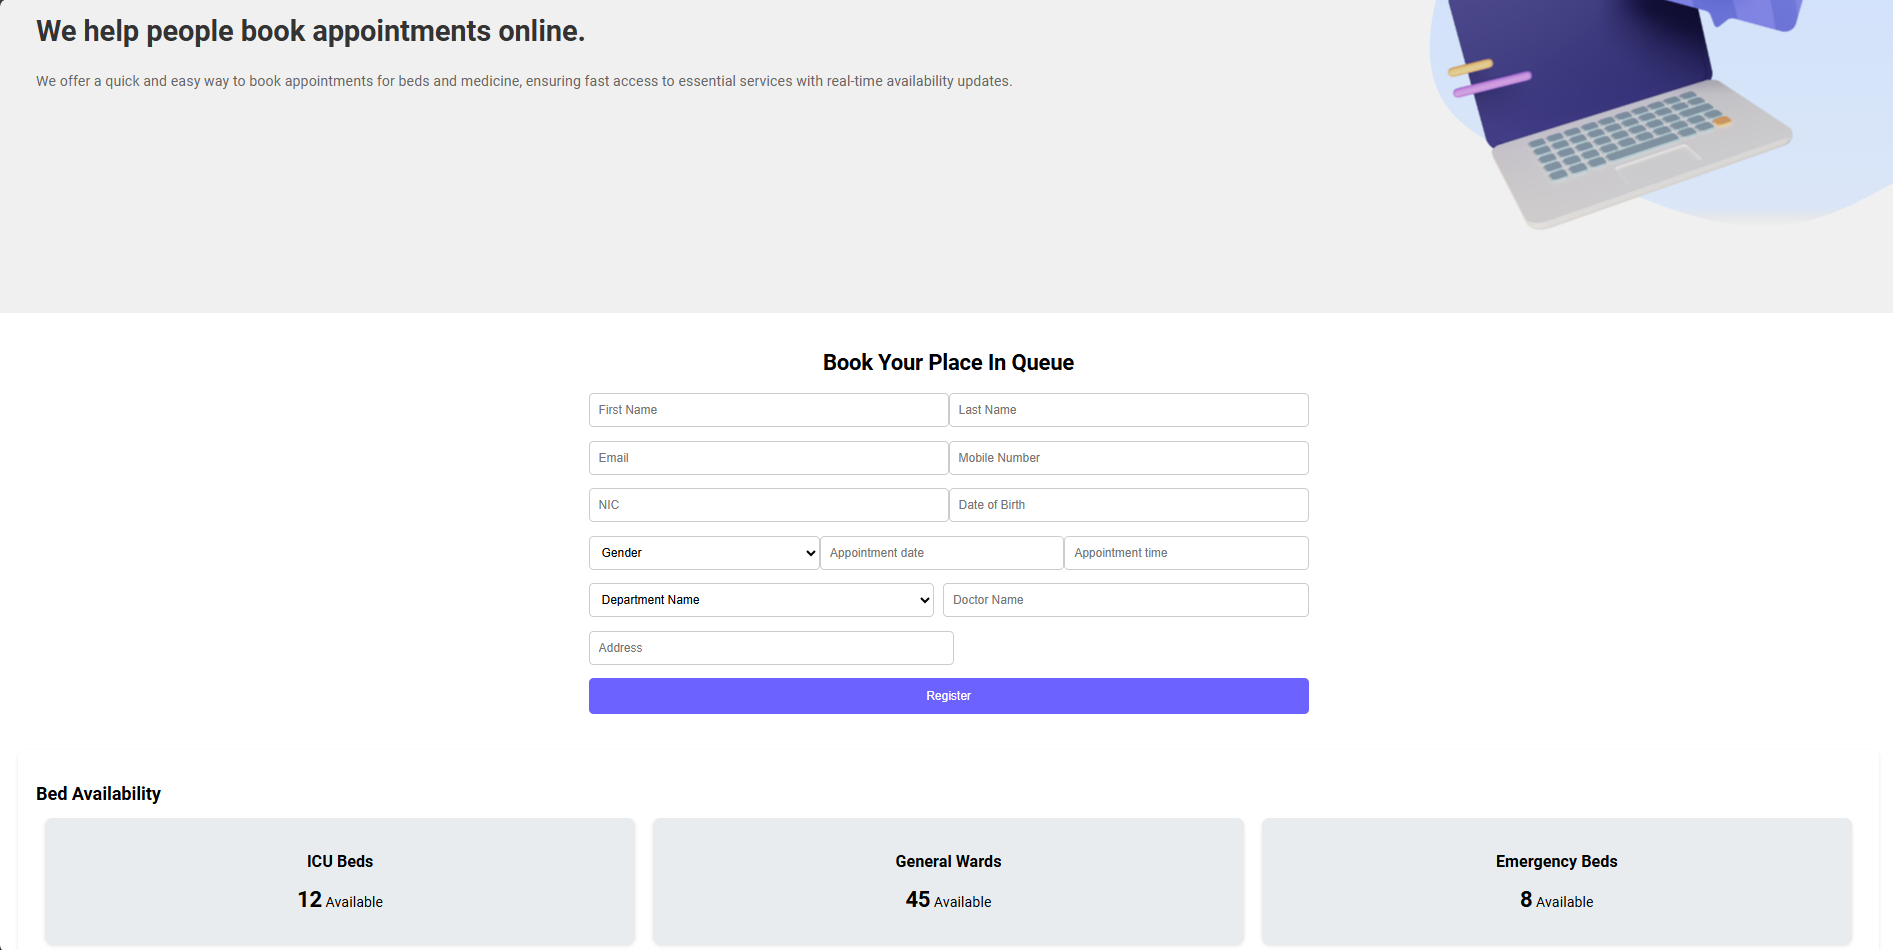 We help people book appointments online.
We offer a quick and easy way to book appointments for beds and medicine, ensuring fast access to essential services with real-time availability updates.
Book Your Place In Queue
First Name
Last Name
Email
Mobile Number
NIC
Date of Birth
Gender
Appointment date
Appointment time
Department Name
Doctor Name
Address
Register
Bed Availability
ICU Beds
12 Available
General Wards
45 Available
Emergency Beds
8 Available